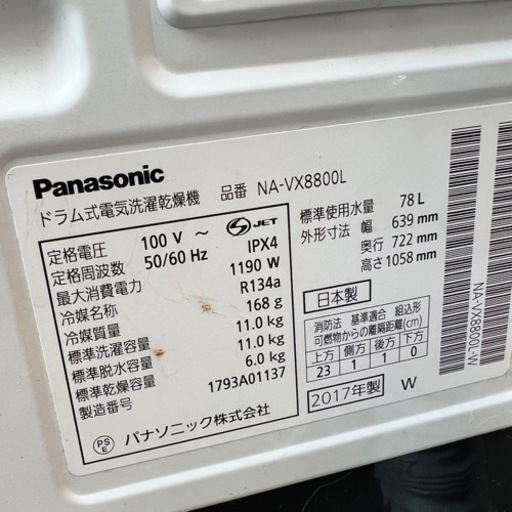 Panasonic
ドラム式電気洗濯乾燥機 品番 NA-VX8800L
定格電圧 100 V ～
定格周波数 50/60 Hz
JET
IPX4
最大消費電力 1190 W
冷媒名称 R134a
冷媒質量 168 g
標準洗濯容量 11.0 kg
標準脱水容量 11.0 kg
標準乾燥容量 6.0 kg
製造番号 1793A01137
PS
E
パナソニック株式会社
標準使用水量 78 L
外形寸法 幅 639 mm
奥行 722 mm
高さ 1058 mm
日本製
消防法 基準適合 組込形
可燃物からの離隔距離(cm)
上方 側方 後方 下方
23 1 1 0
2017年製 W
NA-VX8800L-W